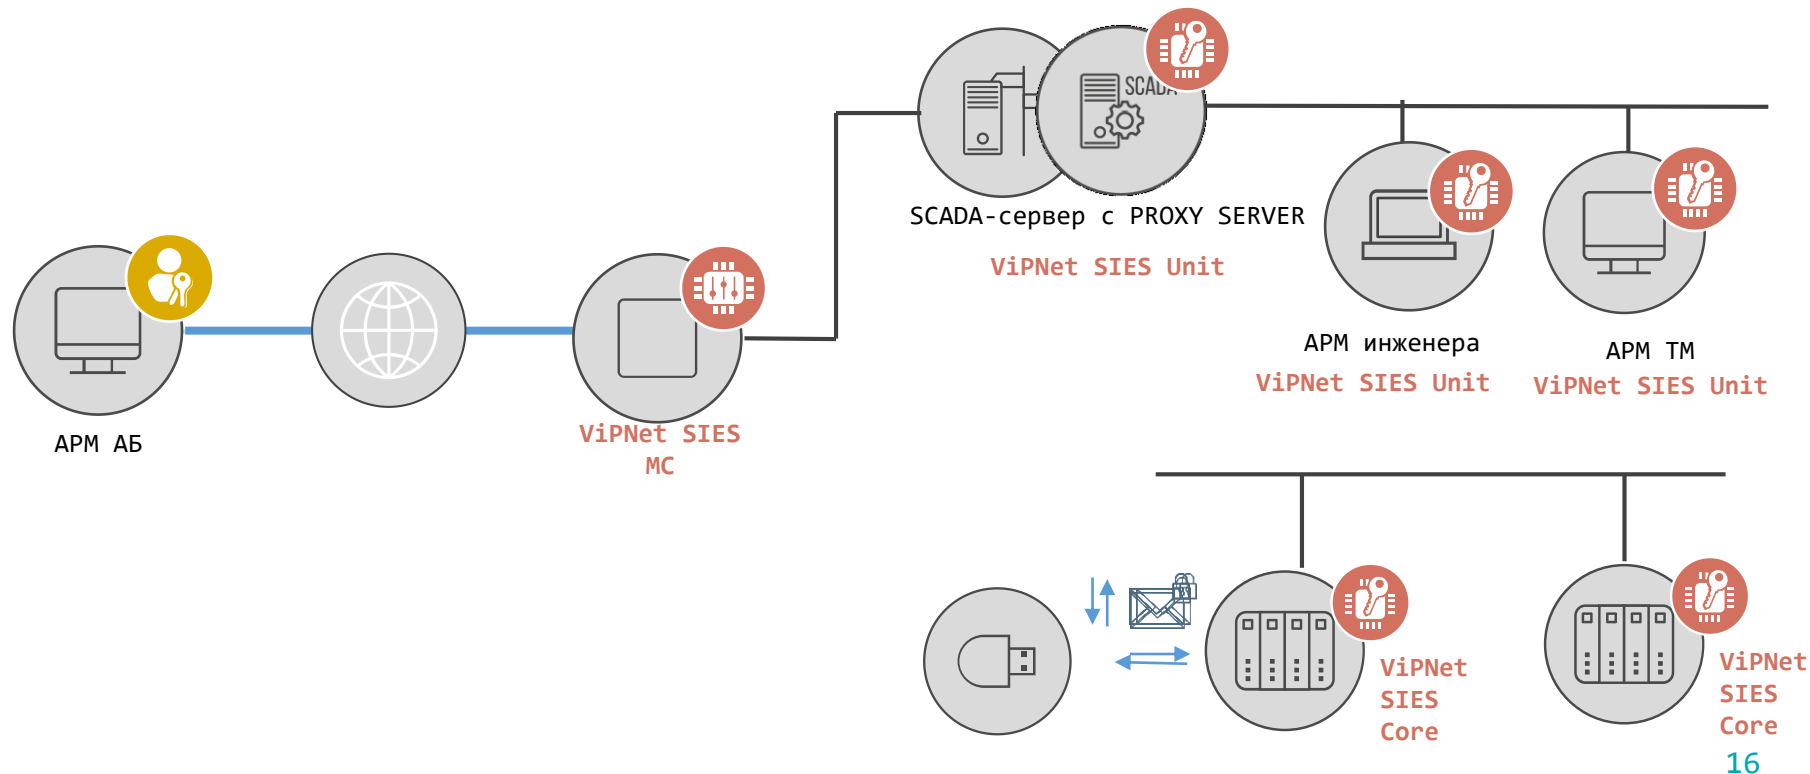 SCADA
SCADA-сервер с PROXY SERVER
ViPNet SIES Unit
АРМ инженера
ViPNet SIES Unit
АРМ ТМ
ViPNet SIES Unit
АРМ АБ
ViPNet SIES
MC
ViPNet
SIES
Core
ViPNet
SIES
Core
16